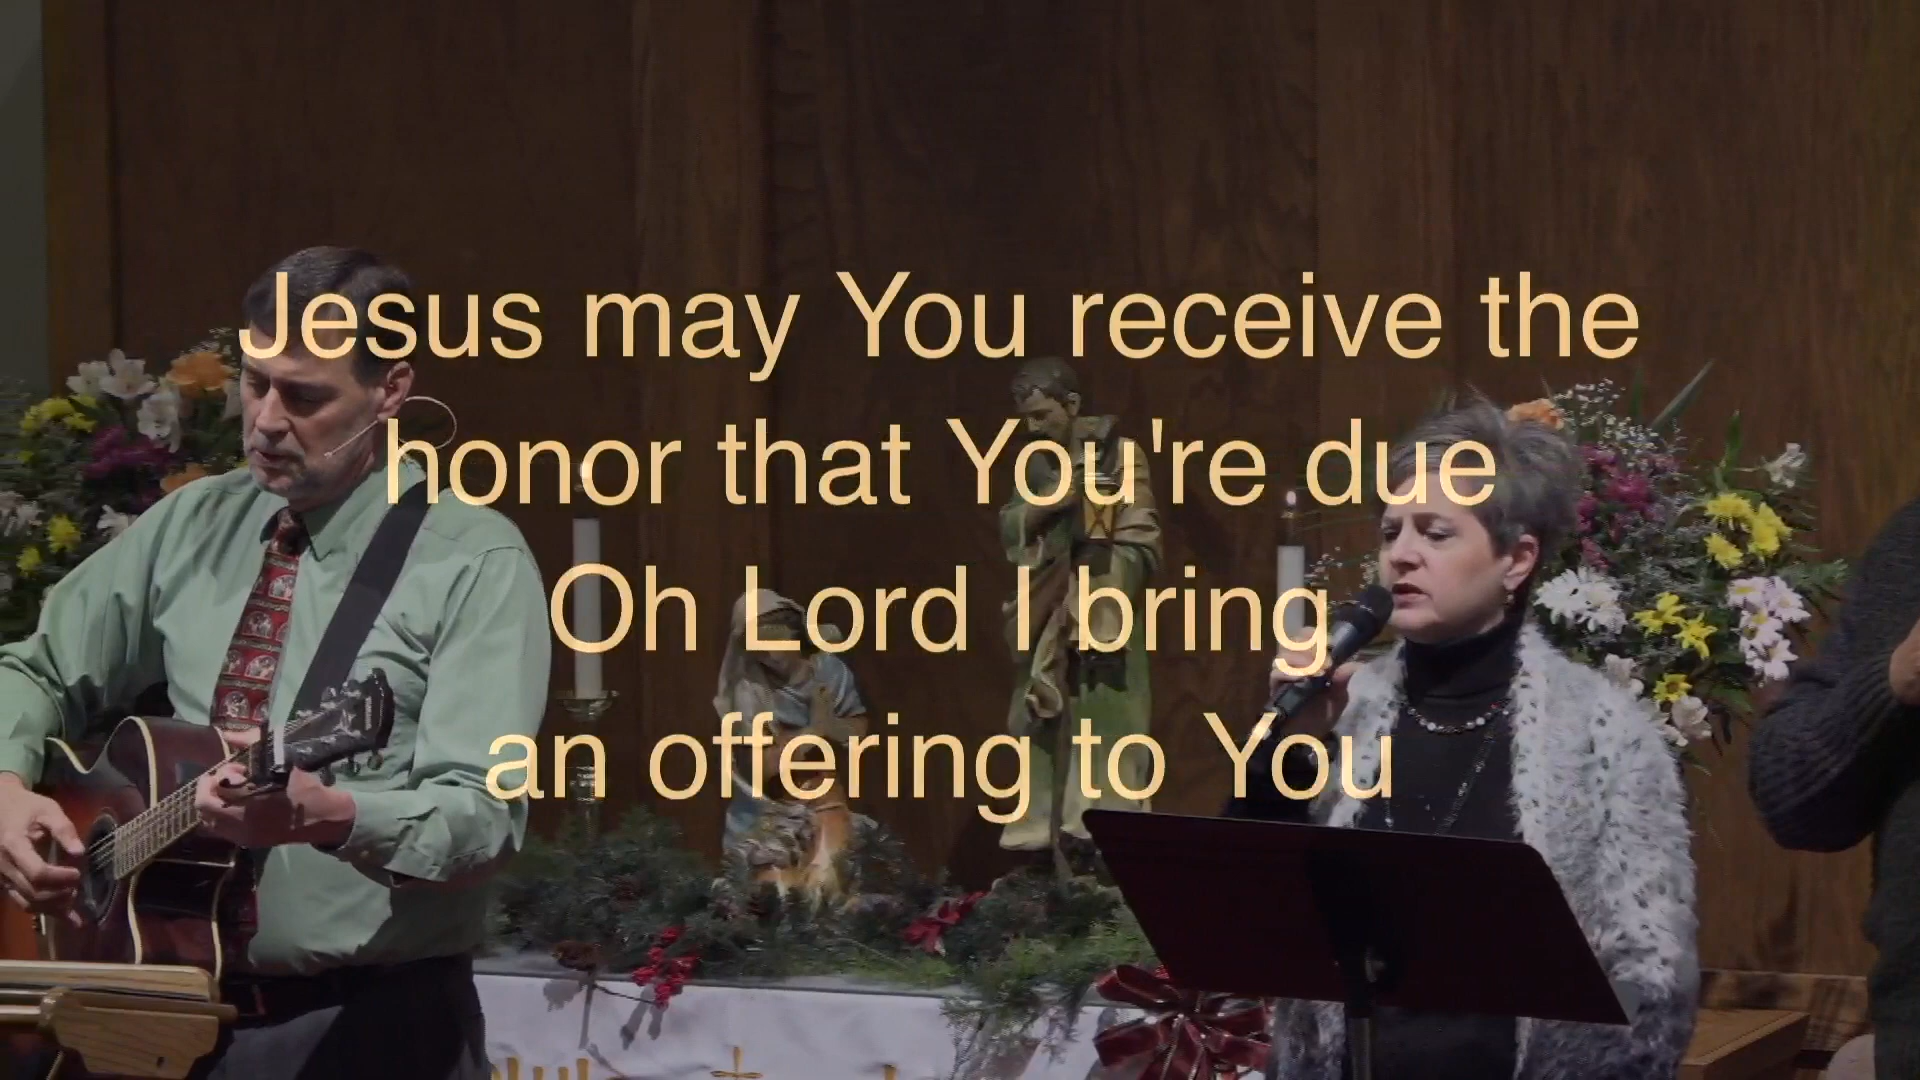 Jesus may You receive the
honor that You're due
Oh Lord I bring
an offering to You